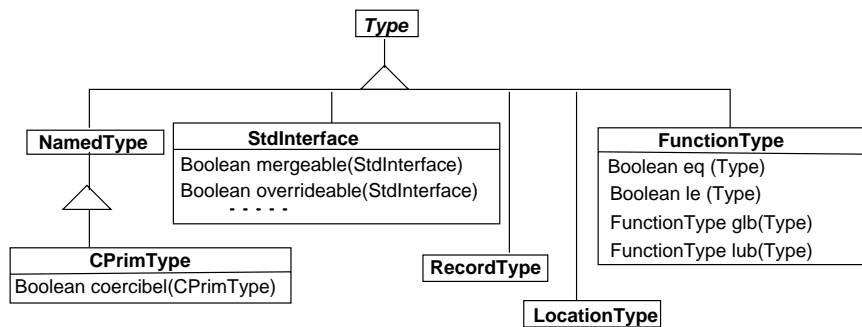 Type
NamedType
StdInterface
Boolean mergeable(StdInterface)
Boolean overrideable(StdInterface)
- - - - -
FunctionType
Boolean eq (Type)
Boolean le (Type)
FunctionType glb(Type)
FunctionType lub(Type)
CPrimType
Boolean coercibel(CPrimType)
RecordType
LocationType